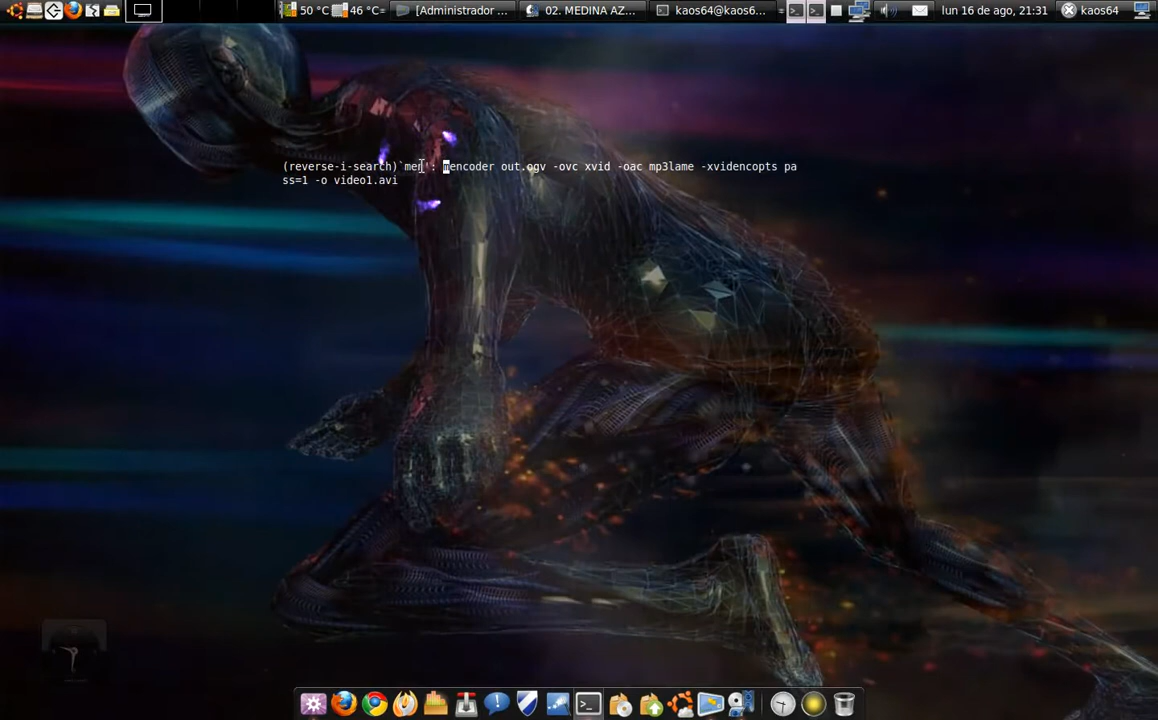 50 °C 46 °C [Administrador ... 02. MEDINA AZ... kaos64@kaos6... lun 16 de ago, 21:31 kaos64
(reverse-i-search)`men': mencoder out.ogv -ovc xvid -oac mp3lame -xvidencopts pa
ss=1 -o video1.avi